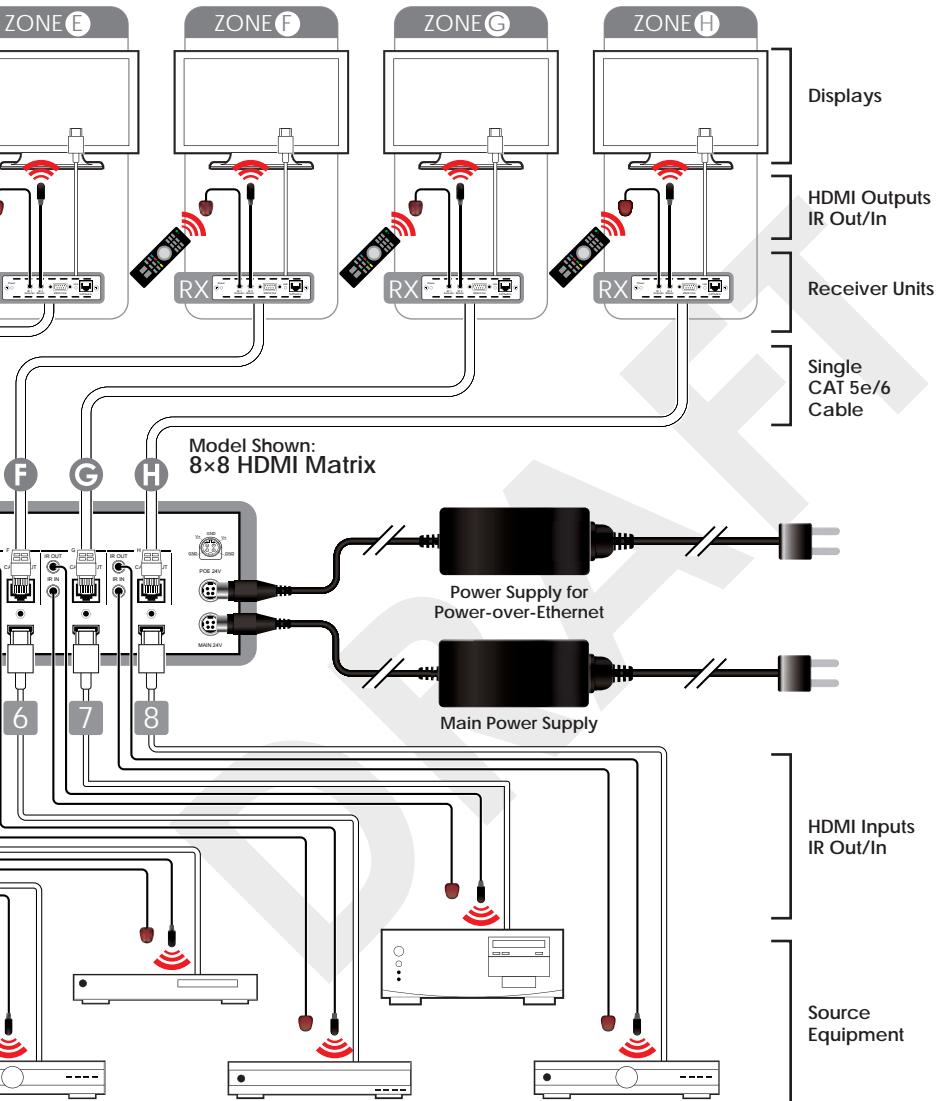 ZONE E
ZONE F
ZONE G
ZONE H
Displays
HDMI Outputs
IR Out/In
RX
RX
RX
Receiver Units
Single
CAT 5e/6
Cable
Model Shown:
8×8 HDMI Matrix
F
G
H
GND
GND
GND
F
IR OUT
G
IR OUT
H
IR IN
IR IN
POE 24V
MAIN 24V
Power Supply for
Power-over-Ethernet
Main Power Supply
6
7
8
HDMI Inputs
IR Out/In
Source
Equipment
DRAFT